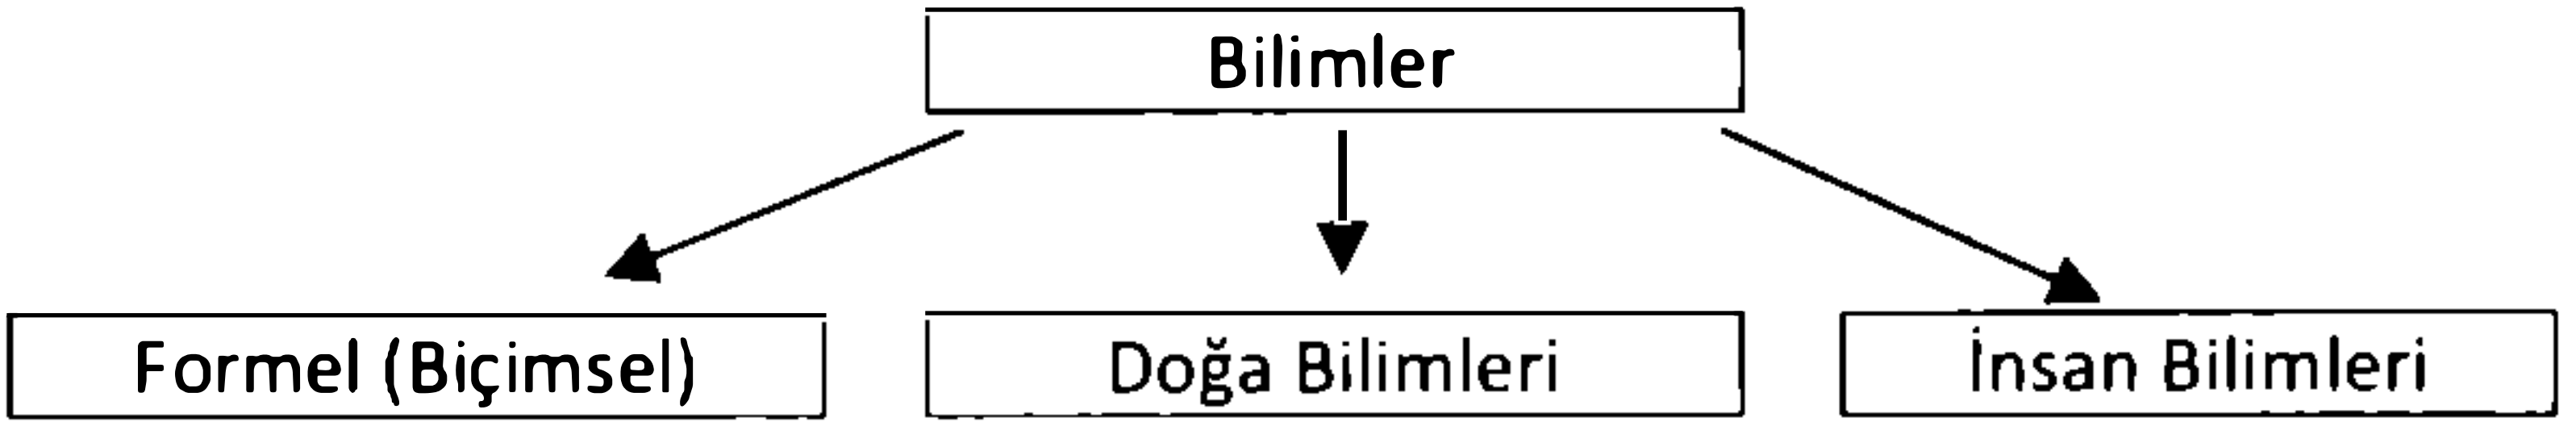 Bilimler
Formel (Biçimsel)
Doğa Bilimleri
İnsan Bilimleri